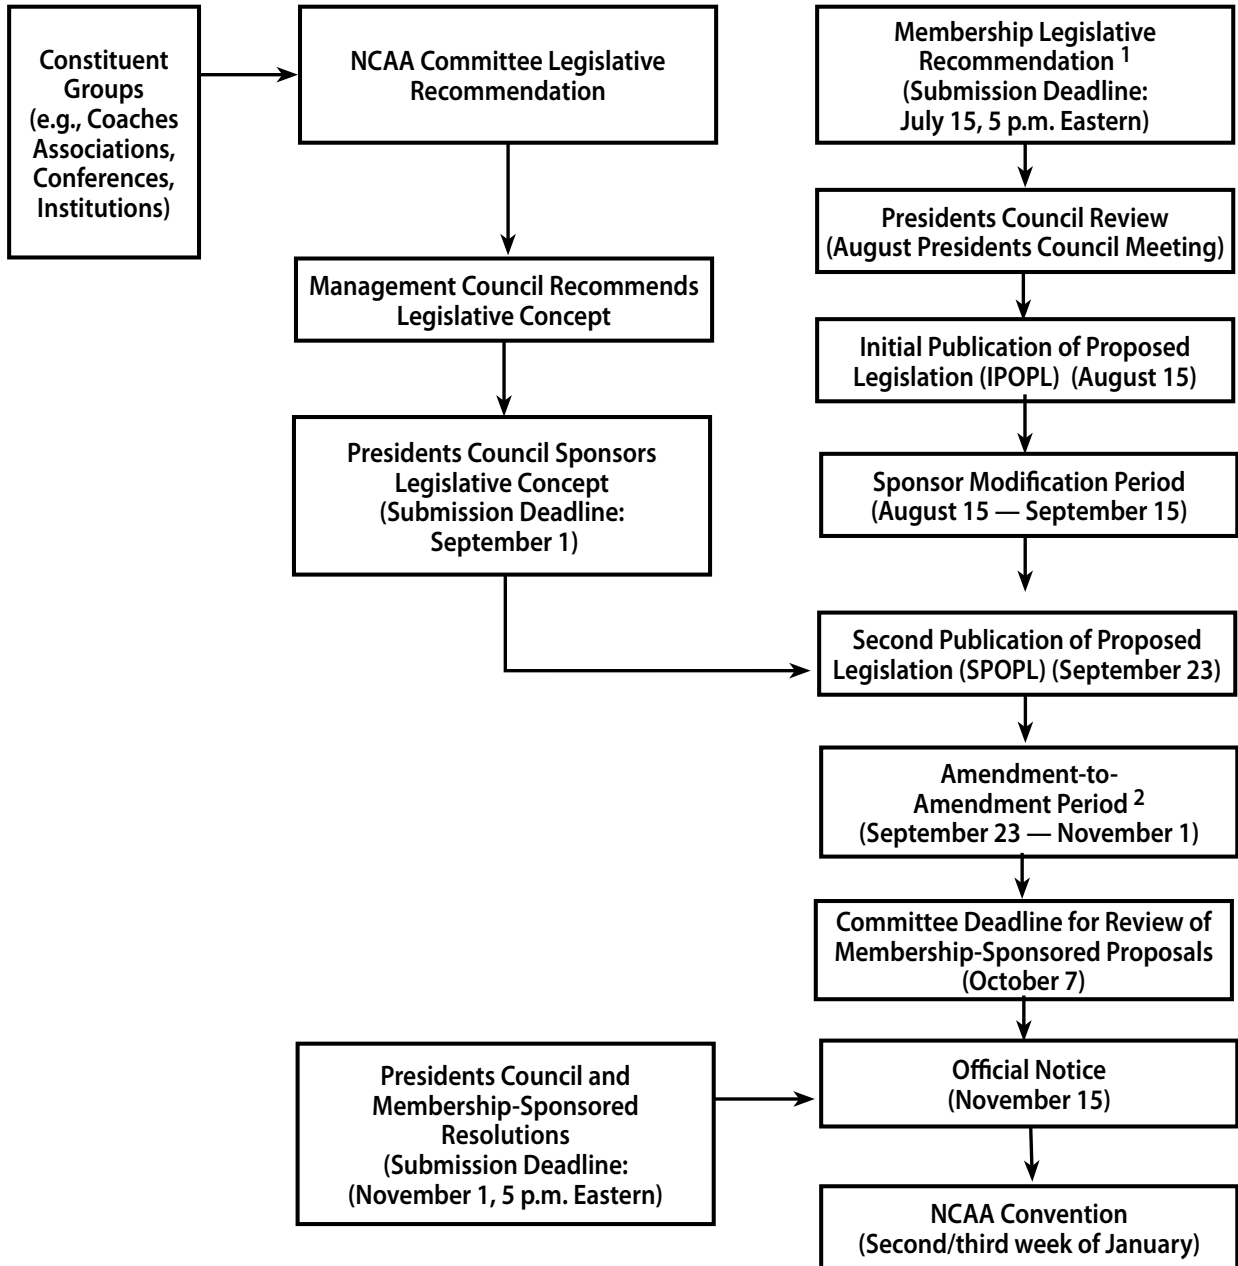 Constituent
Groups
(e.g., Coaches
Associations,
Conferences,
Institutions)
NCAA Committee Legislative
Recommendation
Management Council Recommends
Legislative Concept
Presidents Council Sponsors
Legislative Concept
(Submission Deadline:
September 1)
Membership Legislative
Recommendation 1
(Submission Deadline:
July 15, 5 p.m. Eastern)
Presidents Council Review
(August Presidents Council Meeting)
Initial Publication of Proposed
Legislation (IPOPL) (August 15)
Sponsor Modification Period
(August 15 — September 15)
Second Publication of Proposed
Legislation (SPOPL) (September 23)
Amendment-to-
Amendment Period 2
(September 23 — November 1)
Committee Deadline for Review of
Membership-Sponsored Proposals
(October 7)
Presidents Council and
Membership-Sponsored
Resolutions
(Submission Deadline:
(November 1, 5 p.m. Eastern)
Official Notice
(November 15)
NCAA Convention
(Second/third week of January)